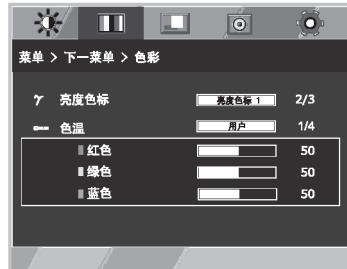 菜单 > 下一菜单 > 色彩
γ 亮度色标 亮度色标 1 2/3
色温 用户 1/4
红色 50
绿色 50
蓝色 50